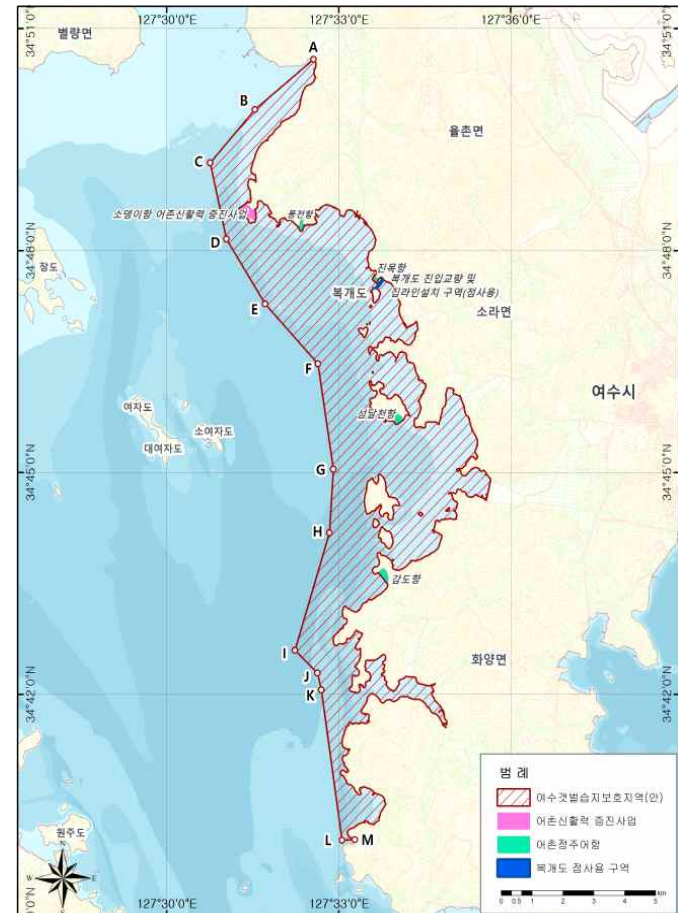 127°30'0"E
127°33'0"E
127°36'0"E
34°51'0"N
34°51'0"N
별량면
A
B
율촌면
C
소뎅이항 어촌신활력 증진사업
풍전항
D
34°48'0"N
34°48'0"N
장도
진목항
복개도
복개도 진입교량 및
집라인설치 구역(점사용)
소라면
E
F
여수시
여자도
섬달천항
소여자도
대여자도
34°45'0"N
34°45'0"N
G
H
감도항
I
화양면
J
34°42'0"N
34°42'0"N
K
범 례
여수갯벌습지보호지역(안)
어촌신활력 증진사업
어촌정주어항
복개도 점사용 구역
0 0.5 1 2 3 4 5
km
원주도
L
M
N
E
S
127°30'0"E
127°33'0"E